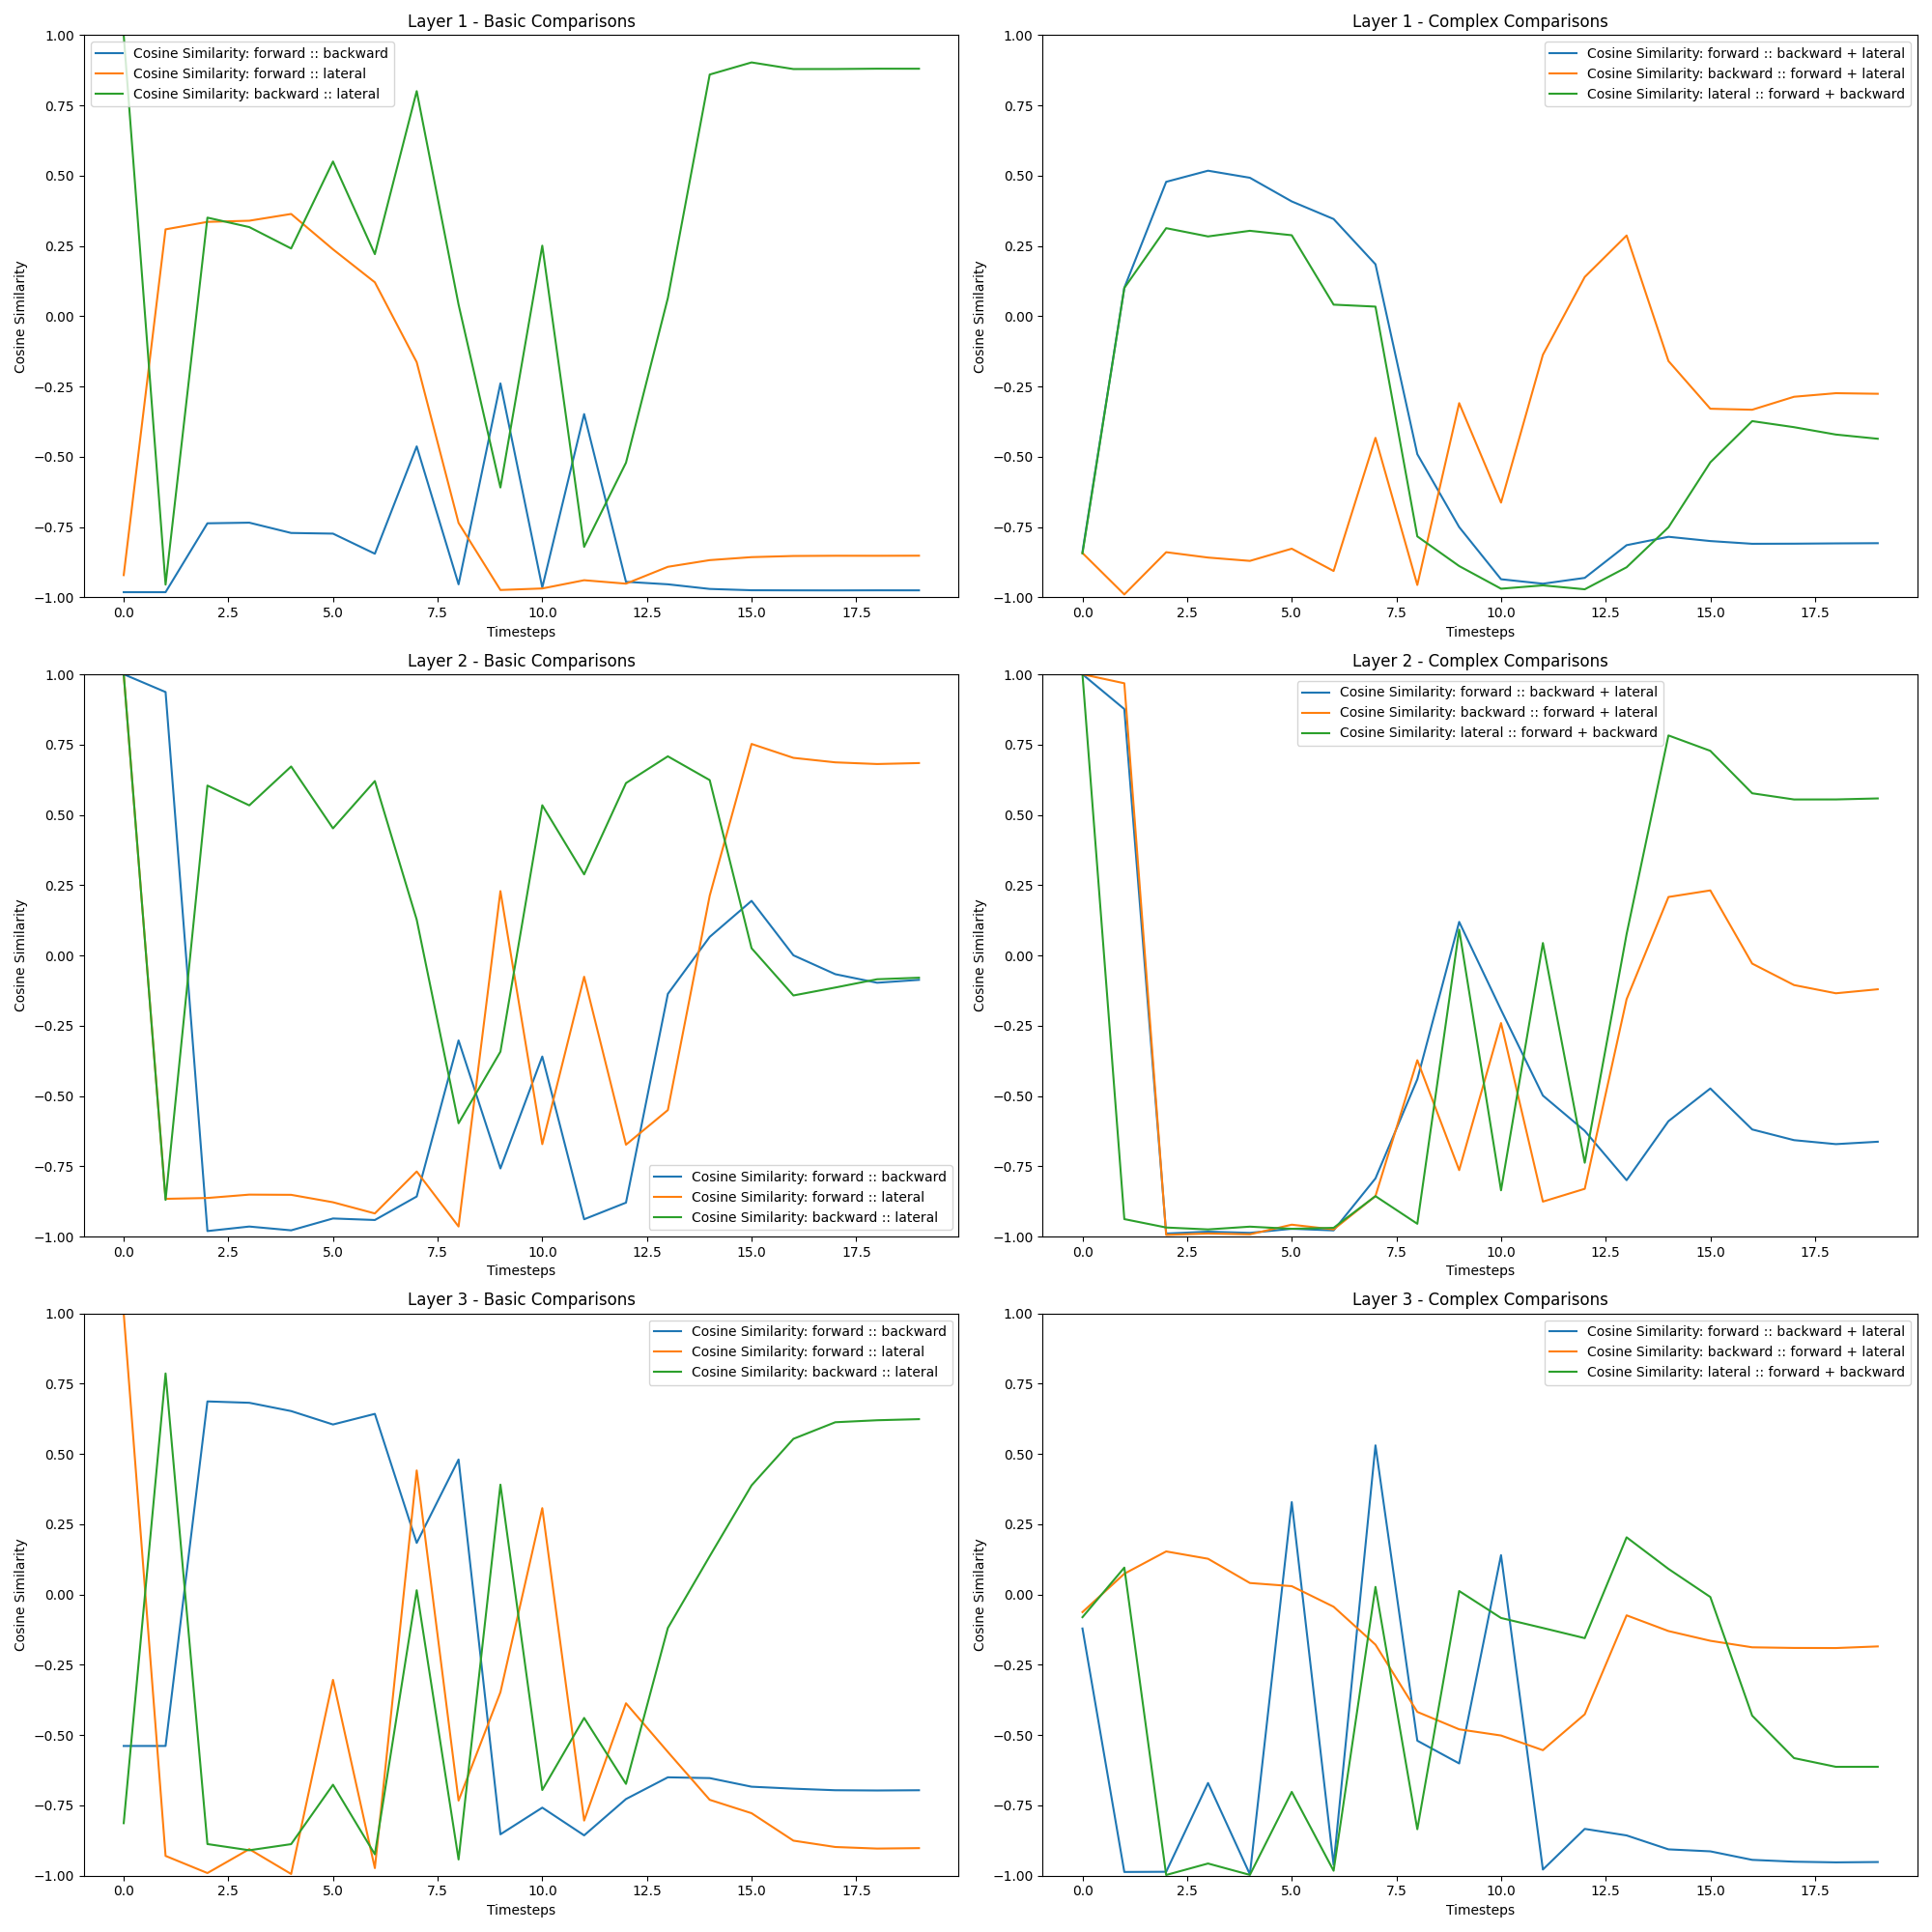 Layer 1 - Basic Comparisons
Cosine Similarity
1.00
0.75
0.50
0.25
0.00
−0.25
−0.50
−0.75
−1.00
Cosine Similarity: forward :: backward
Cosine Similarity: forward :: lateral
Cosine Similarity: backward :: lateral
0.0 2.5 5.0 7.5 10.0 12.5 15.0 17.5
Timesteps
Layer 1 - Complex Comparisons
Cosine Similarity
1.00
0.75
0.50
0.25
0.00
−0.25
−0.50
−0.75
−1.00
Cosine Similarity: forward :: backward + lateral
Cosine Similarity: backward :: forward + lateral
Cosine Similarity: lateral :: forward + backward
0.0 2.5 5.0 7.5 10.0 12.5 15.0 17.5
Timesteps
Layer 2 - Basic Comparisons
Cosine Similarity
1.00
0.75
0.50
0.25
0.00
−0.25
−0.50
−0.75
−1.00
Cosine Similarity: forward :: backward
Cosine Similarity: forward :: lateral
Cosine Similarity: backward :: lateral
0.0 2.5 5.0 7.5 10.0 12.5 15.0 17.5
Timesteps
Layer 2 - Complex Comparisons
Cosine Similarity
1.00
0.75
0.50
0.25
0.00
−0.25
−0.50
−0.75
−1.00
Cosine Similarity: forward :: backward + lateral
Cosine Similarity: backward :: forward + lateral
Cosine Similarity: lateral :: forward + backward
0.0 2.5 5.0 7.5 10.0 12.5 15.0 17.5
Timesteps
Layer 3 - Basic Comparisons
Cosine Similarity
1.00
0.75
0.50
0.25
0.00
−0.25
−0.50
−0.75
−1.00
Cosine Similarity: forward :: backward
Cosine Similarity: forward :: lateral
Cosine Similarity: backward :: lateral
0.0 2.5 5.0 7.5 10.0 12.5 15.0 17.5
Timesteps
Layer 3 - Complex Comparisons
Cosine Similarity
1.00
0.75
0.50
0.25
0.00
−0.25
−0.50
−0.75
−1.00
Cosine Similarity: forward :: backward + lateral
Cosine Similarity: backward :: forward + lateral
Cosine Similarity: lateral :: forward + backward
0.0 2.5 5.0 7.5 10.0 12.5 15.0 17.5
Timesteps